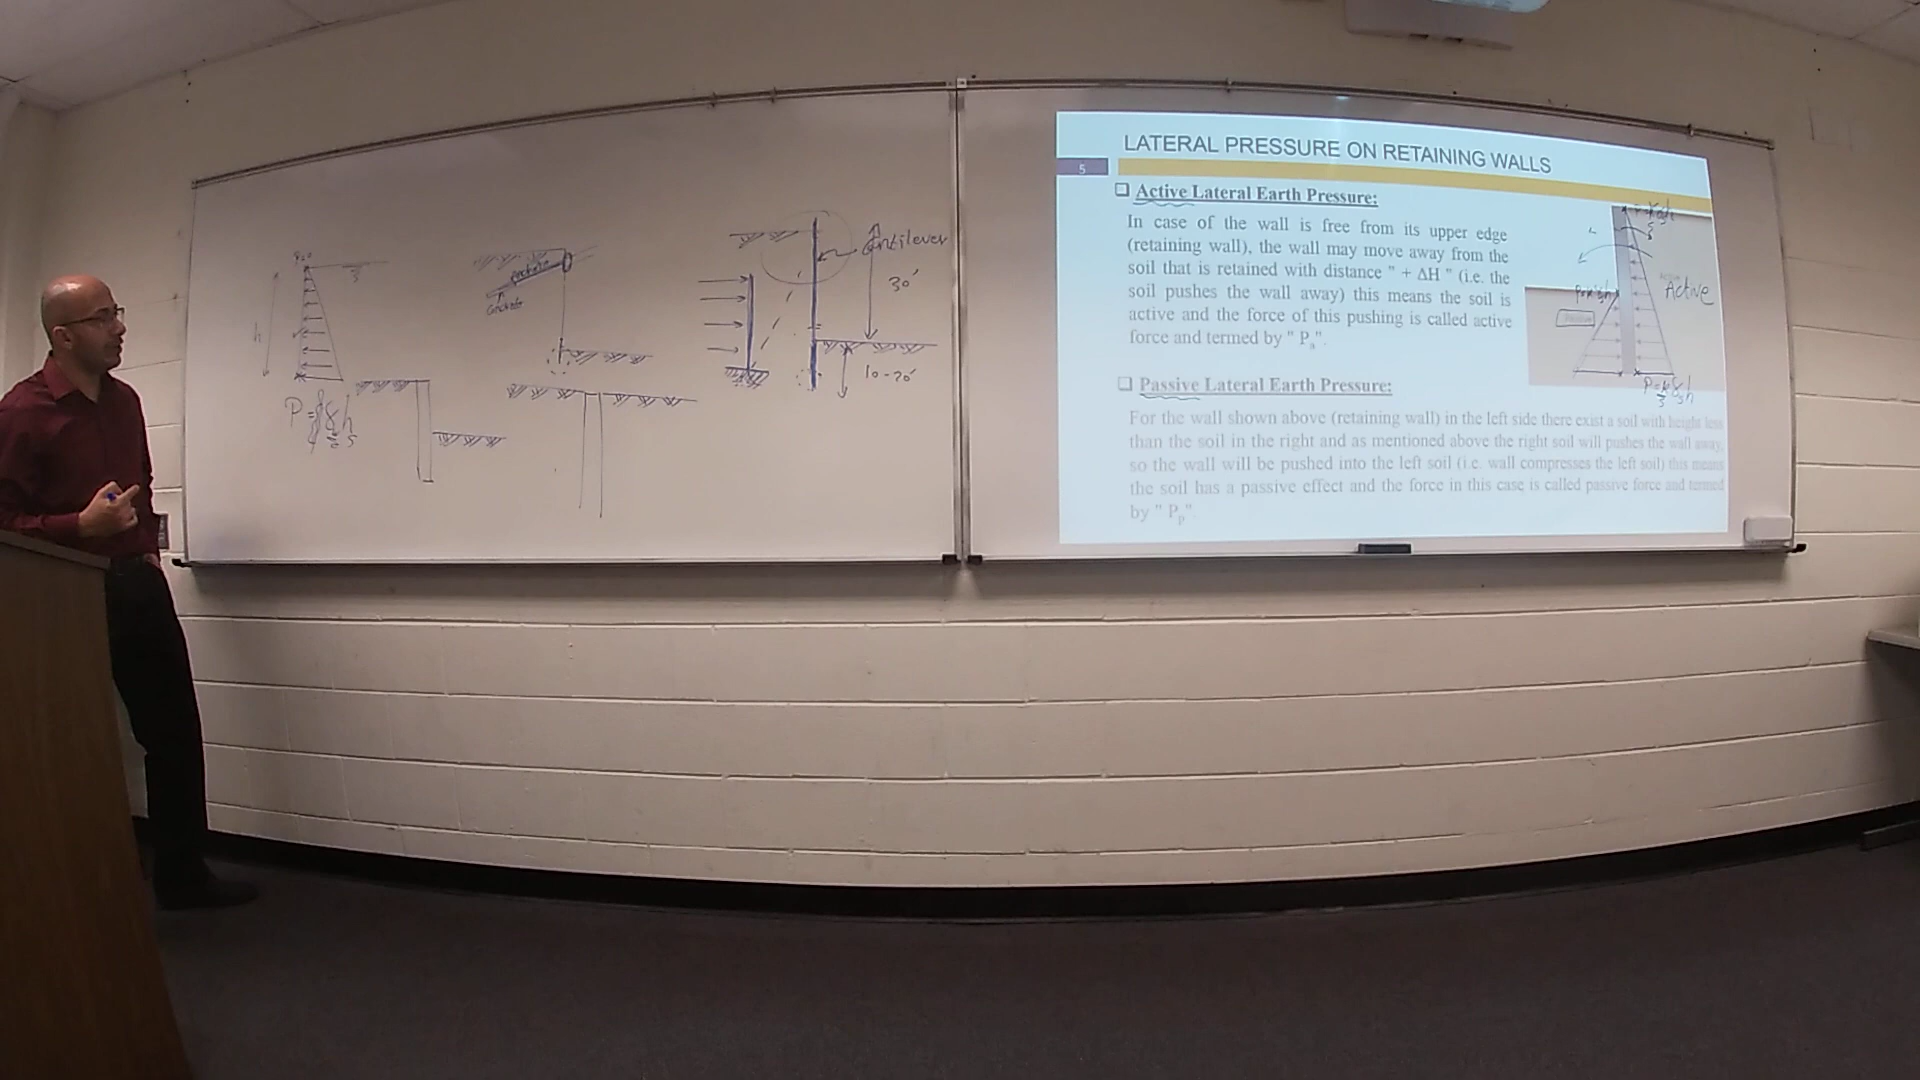 LATERAL PRESSURE ON RETAINING WALLS
5
❑ Active Lateral Earth Pressure:
In case of the wall is free from its upper edge
(retaining wall), the wall may move away from the
soil that is retained with distance " + ΔH " (i.e. the
soil pushes the wall away) this means the soil is
active and the force of this pushing is called active
force and termed by " Pₐ".
❑ Passive Lateral Earth Pressure:
For the wall shown above (retaining wall) in the left side there exist a soil with height less
than the soil in the right and as mentioned above the right soil will pushes the wall away,
so the wall will be pushed into the left soil (i.e. wall compresses the left soil) this means
the soil has a passive effect and the force in this case is called passive force and termed
by " Pₚ".
Active
h
cantilever
30'
10-20'